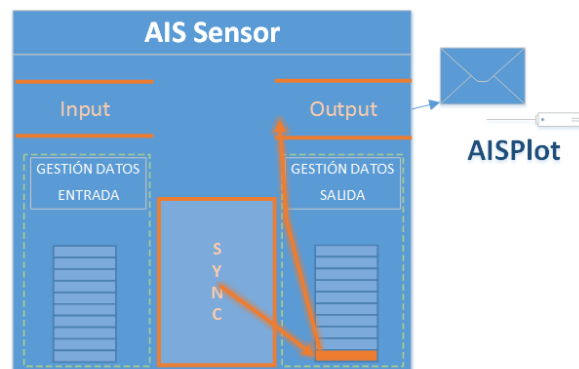 AIS Sensor
Input
Output
AISPlot
GESTIÓN DATOS
ENTRADA
GESTIÓN DATOS
SALIDA
S
Y
N
C